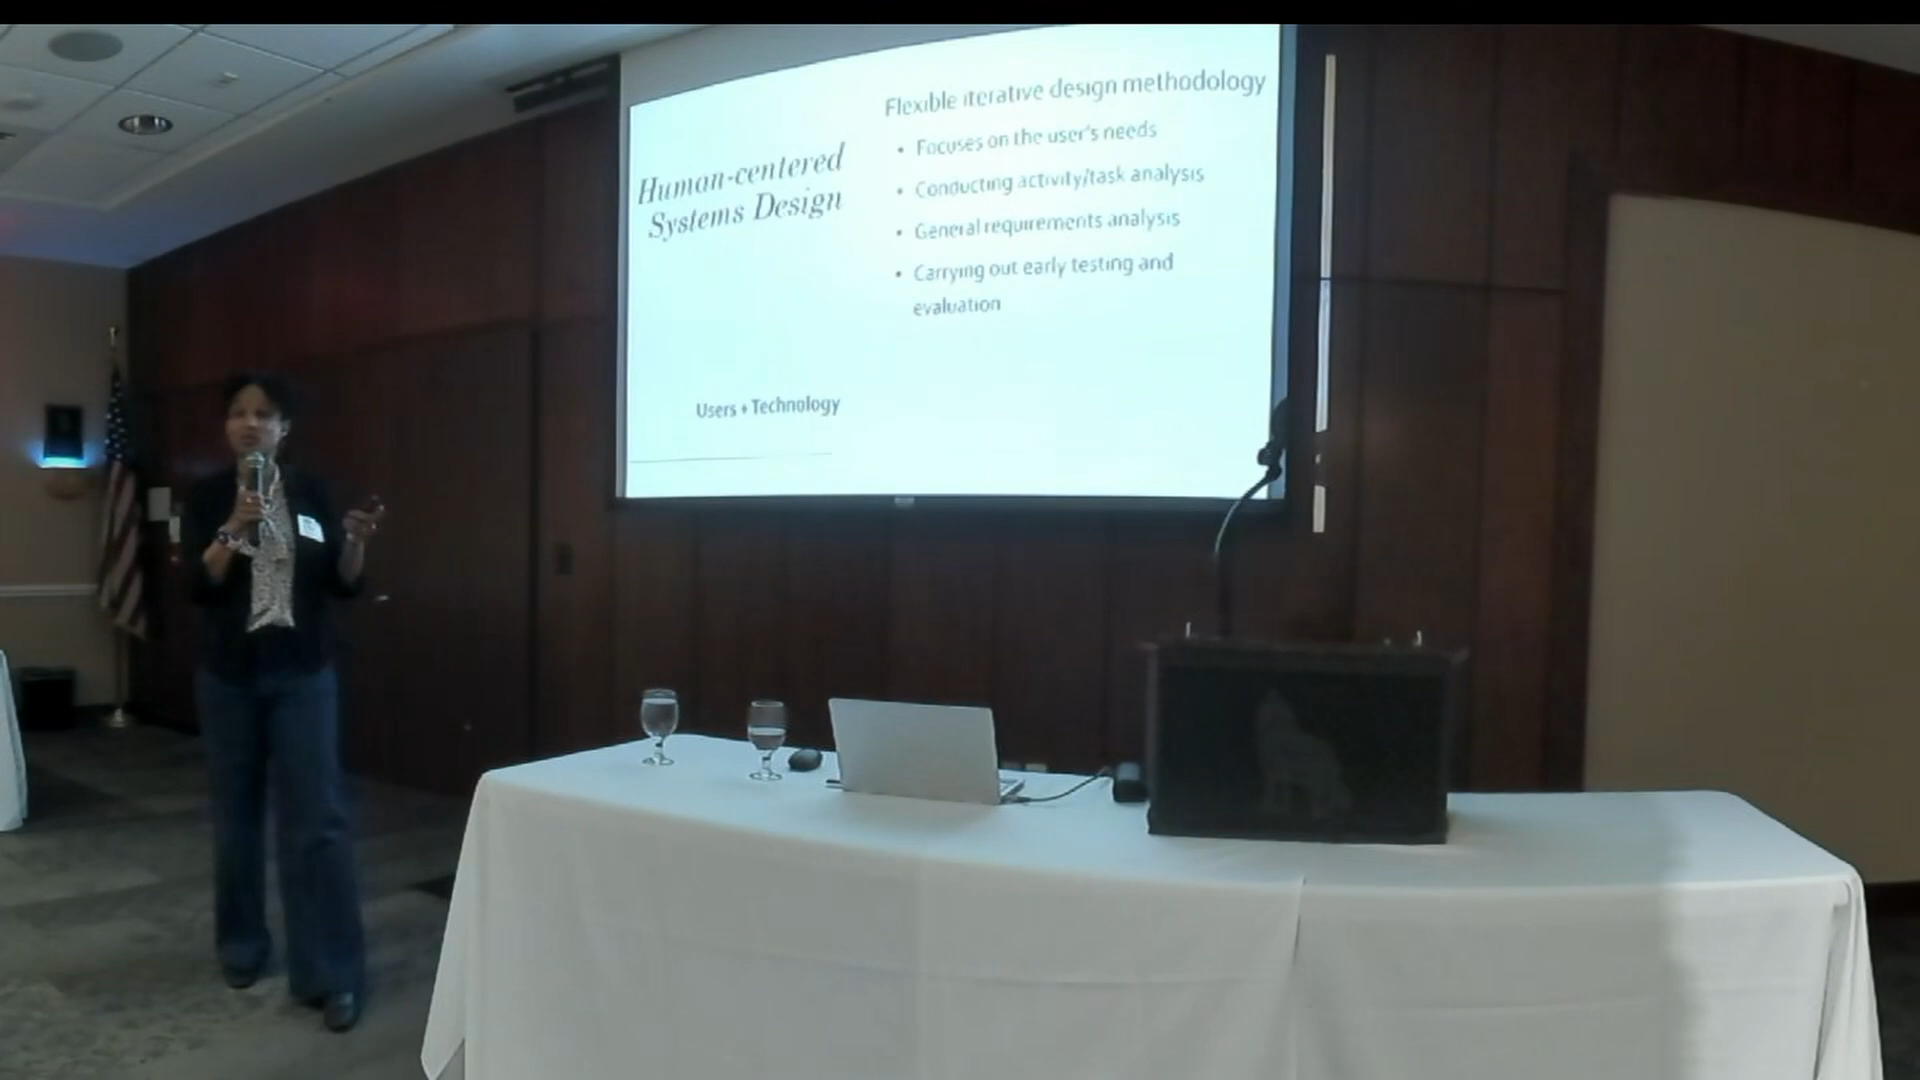 Human-centered
Systems Design
Users + Technology
Flexible iterative design methodology
• Focuses on the user's needs
• Conducting activity/task analysis
• General requirements analysis
• Carrying out early testing and
evaluation